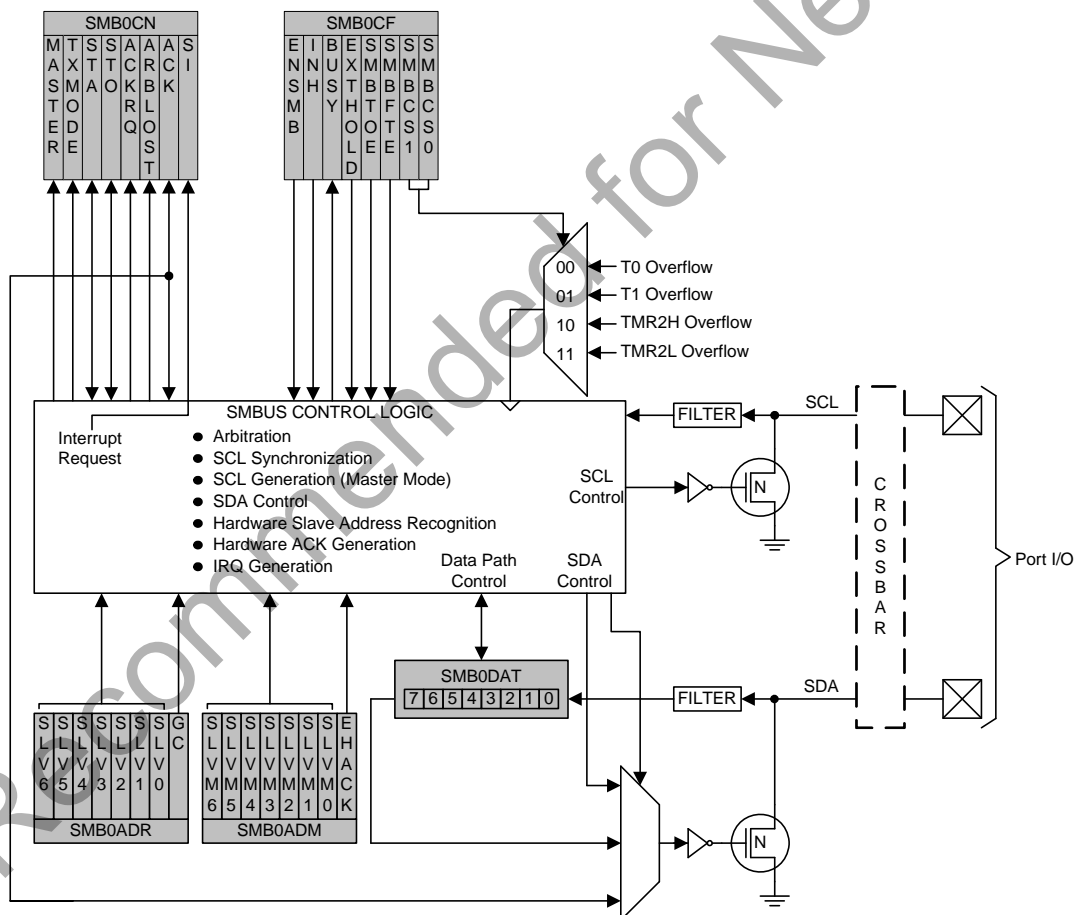 SMB0CN
MASTER
TXMODE
STA
STO
ACKRQ
ARBLOST
ACK
SI
SMB0CF
ENSMB
INH
BUSY
EXTHOLD
SMBTOE
SMBFTE
SMBCS1
SMBCS0
00
T0 Overflow
01
T1 Overflow
10
TMR2H Overflow
11
TMR2L Overflow
SMBUS CONTROL LOGIC
Interrupt
Request
● Arbitration
● SCL Synchronization
● SCL Generation (Master Mode)
● SDA Control
● Hardware Slave Address Recognition
● Hardware ACK Generation
● IRQ Generation
Data Path
Control
SDA
Control
SCL
Control
FILTER
SCL
N
CROSSBAR
Port I/O
SMB0DAT
7 6 5 4 3 2 1 0
FILTER
SDA
N
SLV6
SLV5
SLV4
SLV3
SLV2
SLV1
SLV0
GC
SMB0ADR
SLVM6
SLVM5
SLVM4
SLVM3
SLVM2
SLVM1
SLVM0
EHACK
SMB0ADM
Recommended for Ne